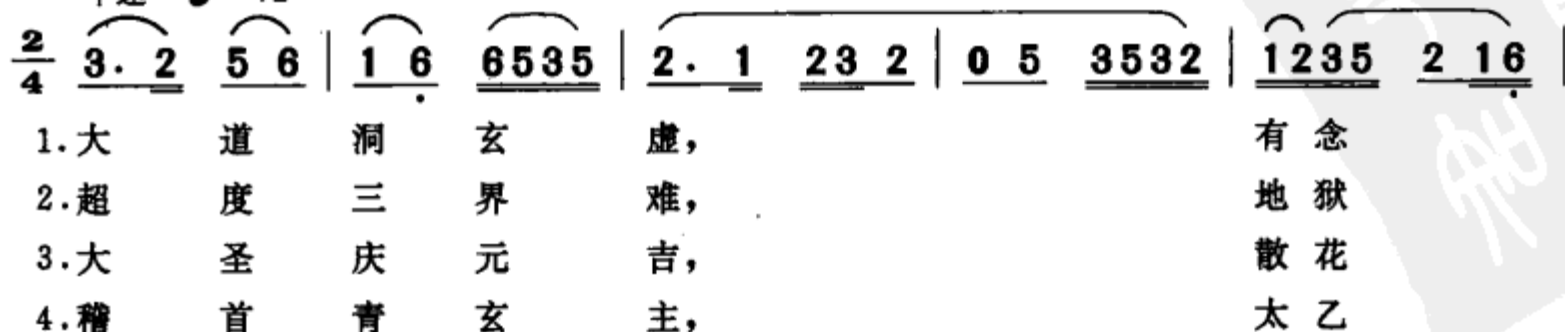 2/4 3. 2 5 6 | 1 6 6535 | 2. 1 23 2 | 0 5 3532 | 1235 2 16 |
1.大 道 洞 玄 虚， 有 念
2.超 度 三 界 难， 地 狱
3.大 圣 庆 元 吉， 散 花
4.稽 首 青 玄 主， 太 乙